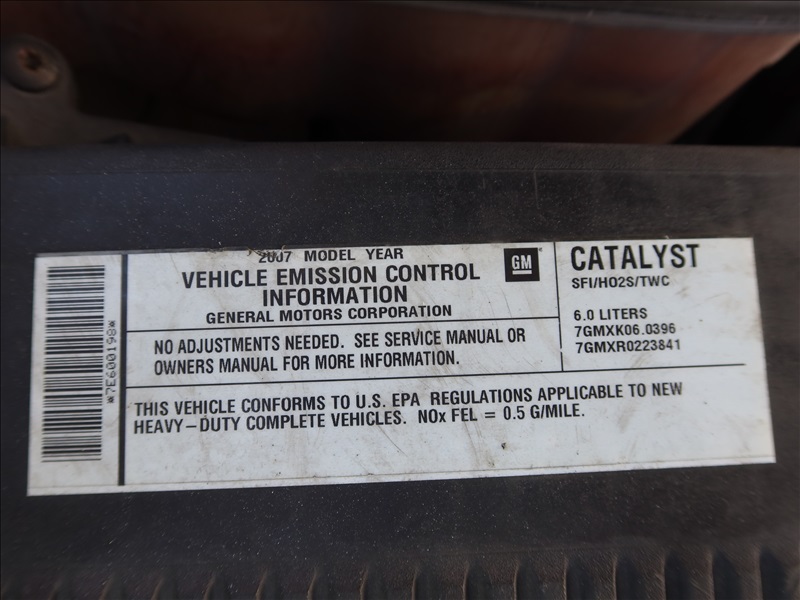 2007 MODEL YEAR
VEHICLE EMISSION CONTROL
INFORMATION
GENERAL MOTORS CORPORATION
GM
CATALYST
SFI/HO2S/TWC
6.0 LITERS
7GMXK06.0396
7GMXR0223841
NO ADJUSTMENTS NEEDED. SEE SERVICE MANUAL OR
OWNERS MANUAL FOR MORE INFORMATION.
THIS VEHICLE CONFORMS TO U.S. EPA REGULATIONS APPLICABLE TO NEW
HEAVY-DUTY COMPLETE VEHICLES. NOx FEL = 0.5 G/MILE.
*7E600198*